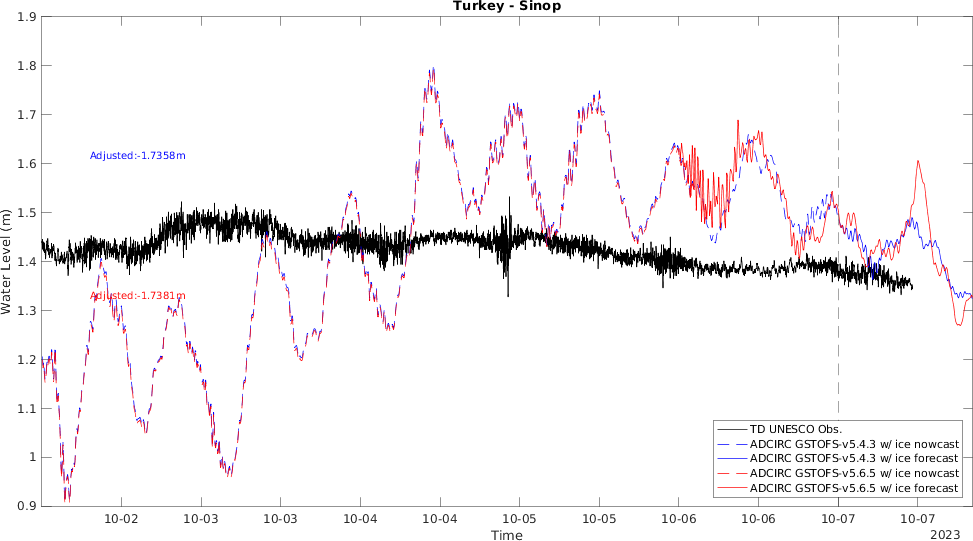 Turkey - Sinop
1.9
1.8
1.7
1.6
1.5
1.4
1.3
1.2
1.1
1
0.9
Water Level (m)
Adjusted:-1.7358m
Adjusted:-1.7381m
TD UNESCO Obs.
ADCIRC GSTOFS-v5.4.3 w/ ice nowcast
ADCIRC GSTOFS-v5.4.3 w/ ice forecast
ADCIRC GSTOFS-v5.6.5 w/ ice nowcast
ADCIRC GSTOFS-v5.6.5 w/ ice forecast
10-02 10-03 10-03 10-04 10-04 10-05 10-05 10-06 10-06 10-07 10-07
Time
2023